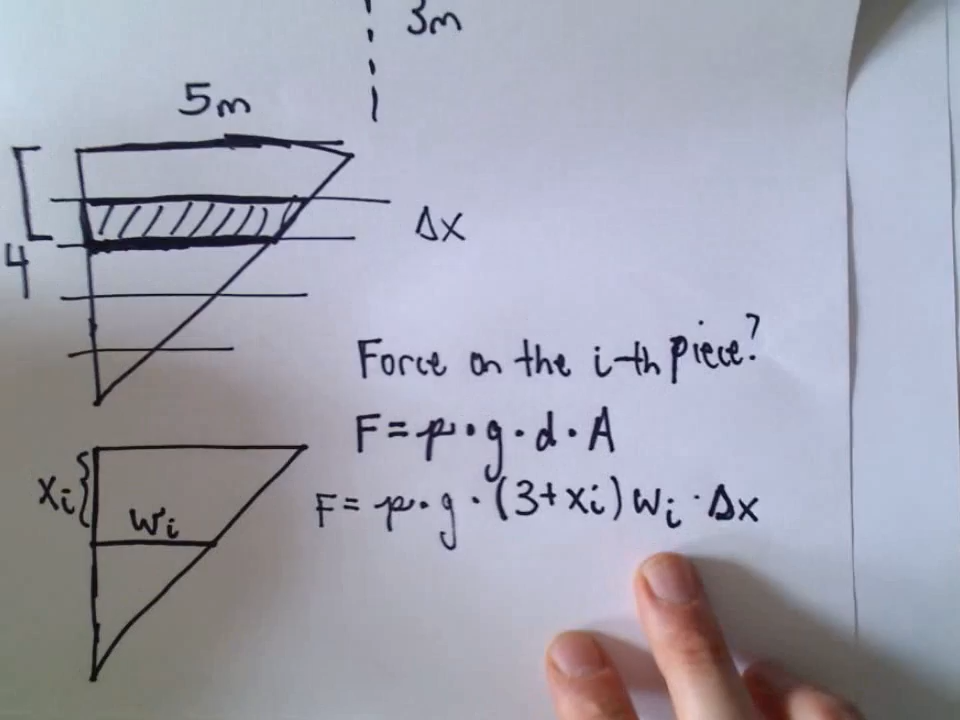 3m
5m
Δx
4
Force on the i-th piece?
F = ρ · g · d · A
xi
wi
F = ρ · g · (3+xi) wi · Δx